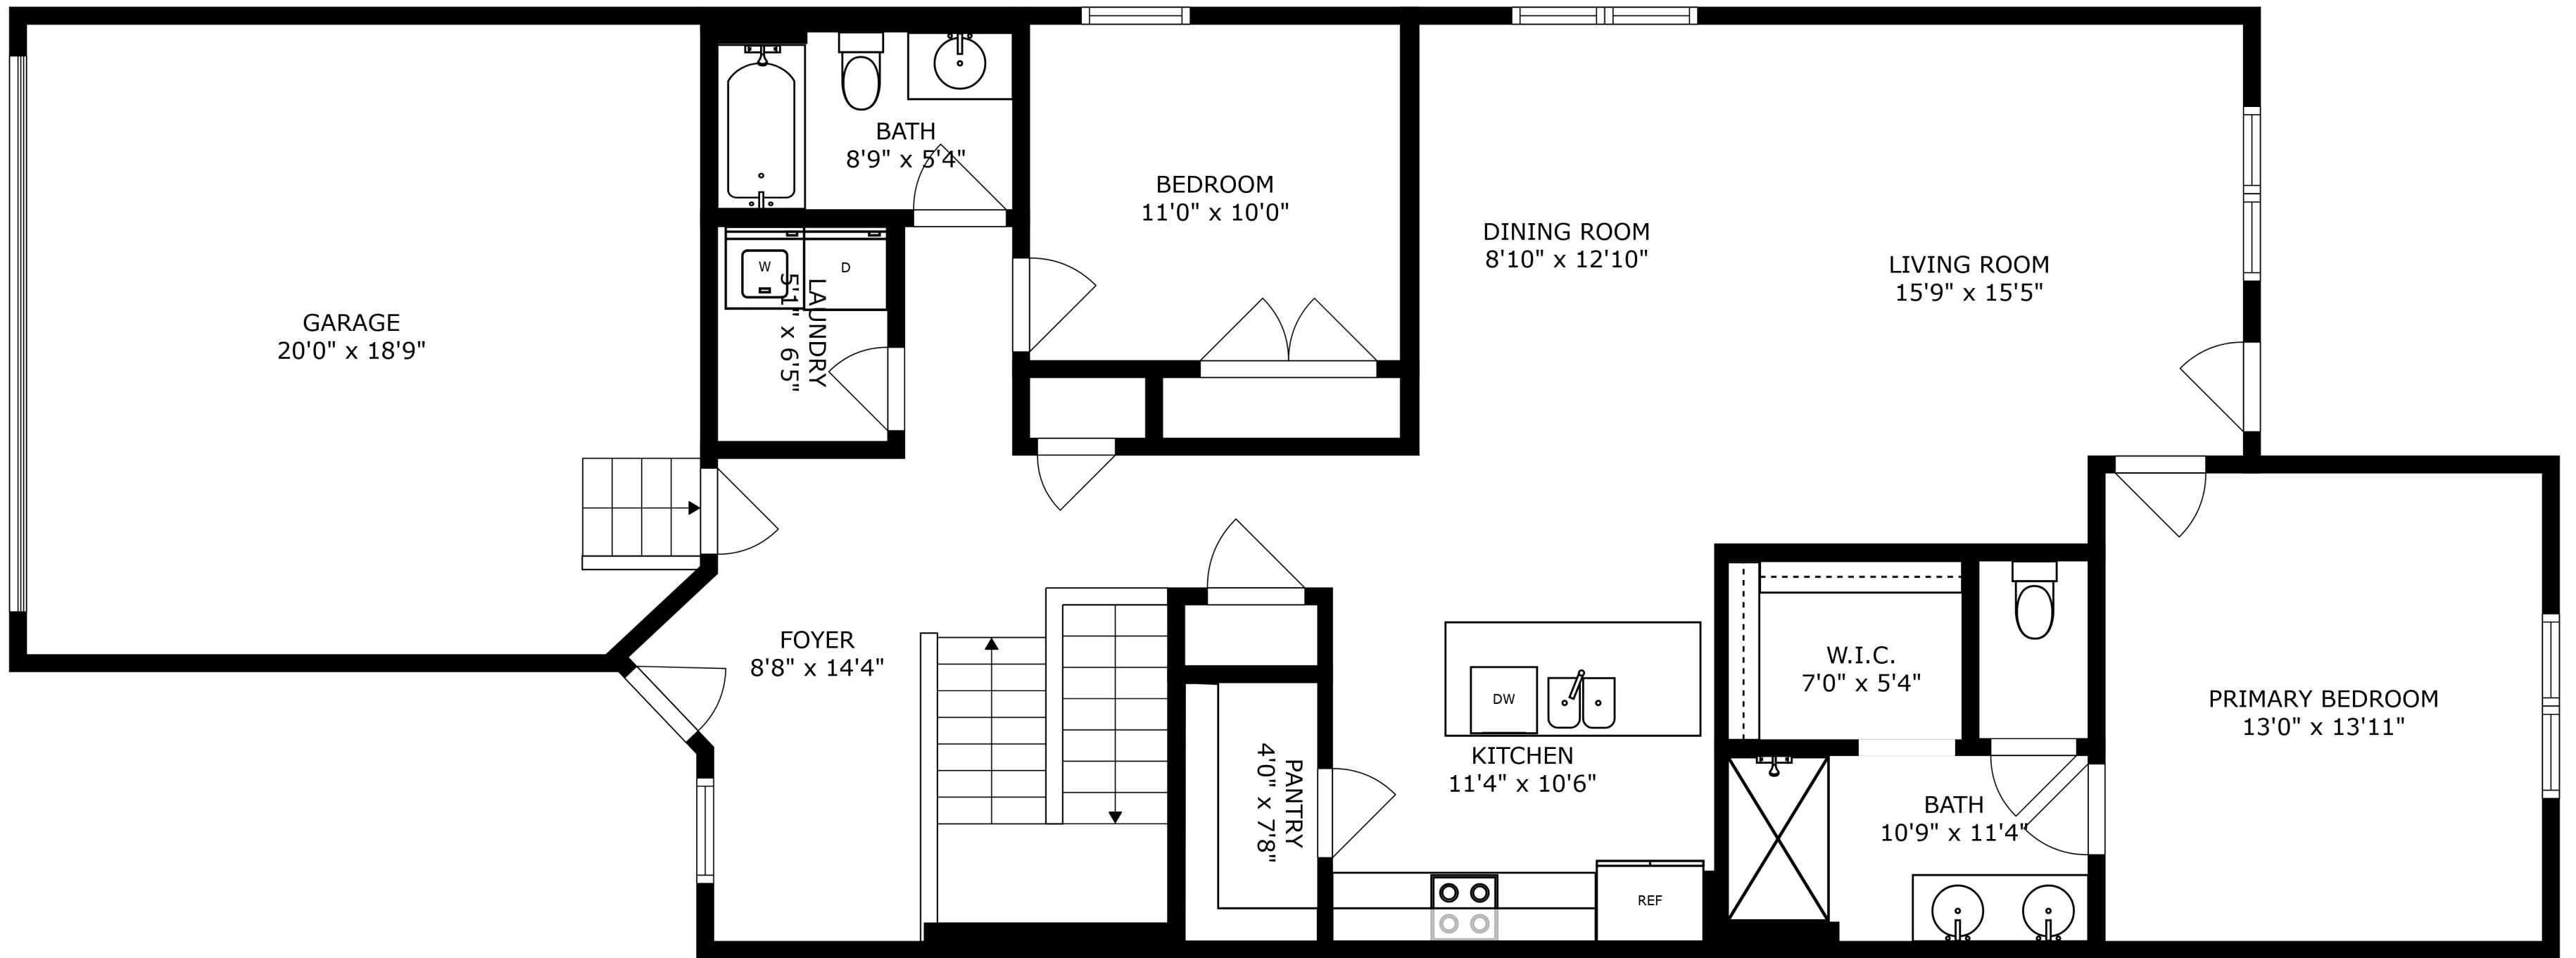 BATH
8'9" x 5'4"
BEDROOM
11'0" x 10'0"
DINING ROOM
8'10" x 12'10"
LIVING ROOM
15'9" x 15'5"
GARAGE
20'0" x 18'9"
W
D
LAUNDRY
5'1" x 6'5"
FOYER
8'8" x 14'4"
W.I.C.
7'0" x 5'4"
PRIMARY BEDROOM
13'0" x 13'11"
DW
KITCHEN
11'4" x 10'6"
PANTRY
4'0" x 7'8"
BATH
10'9" x 11'4"
REF